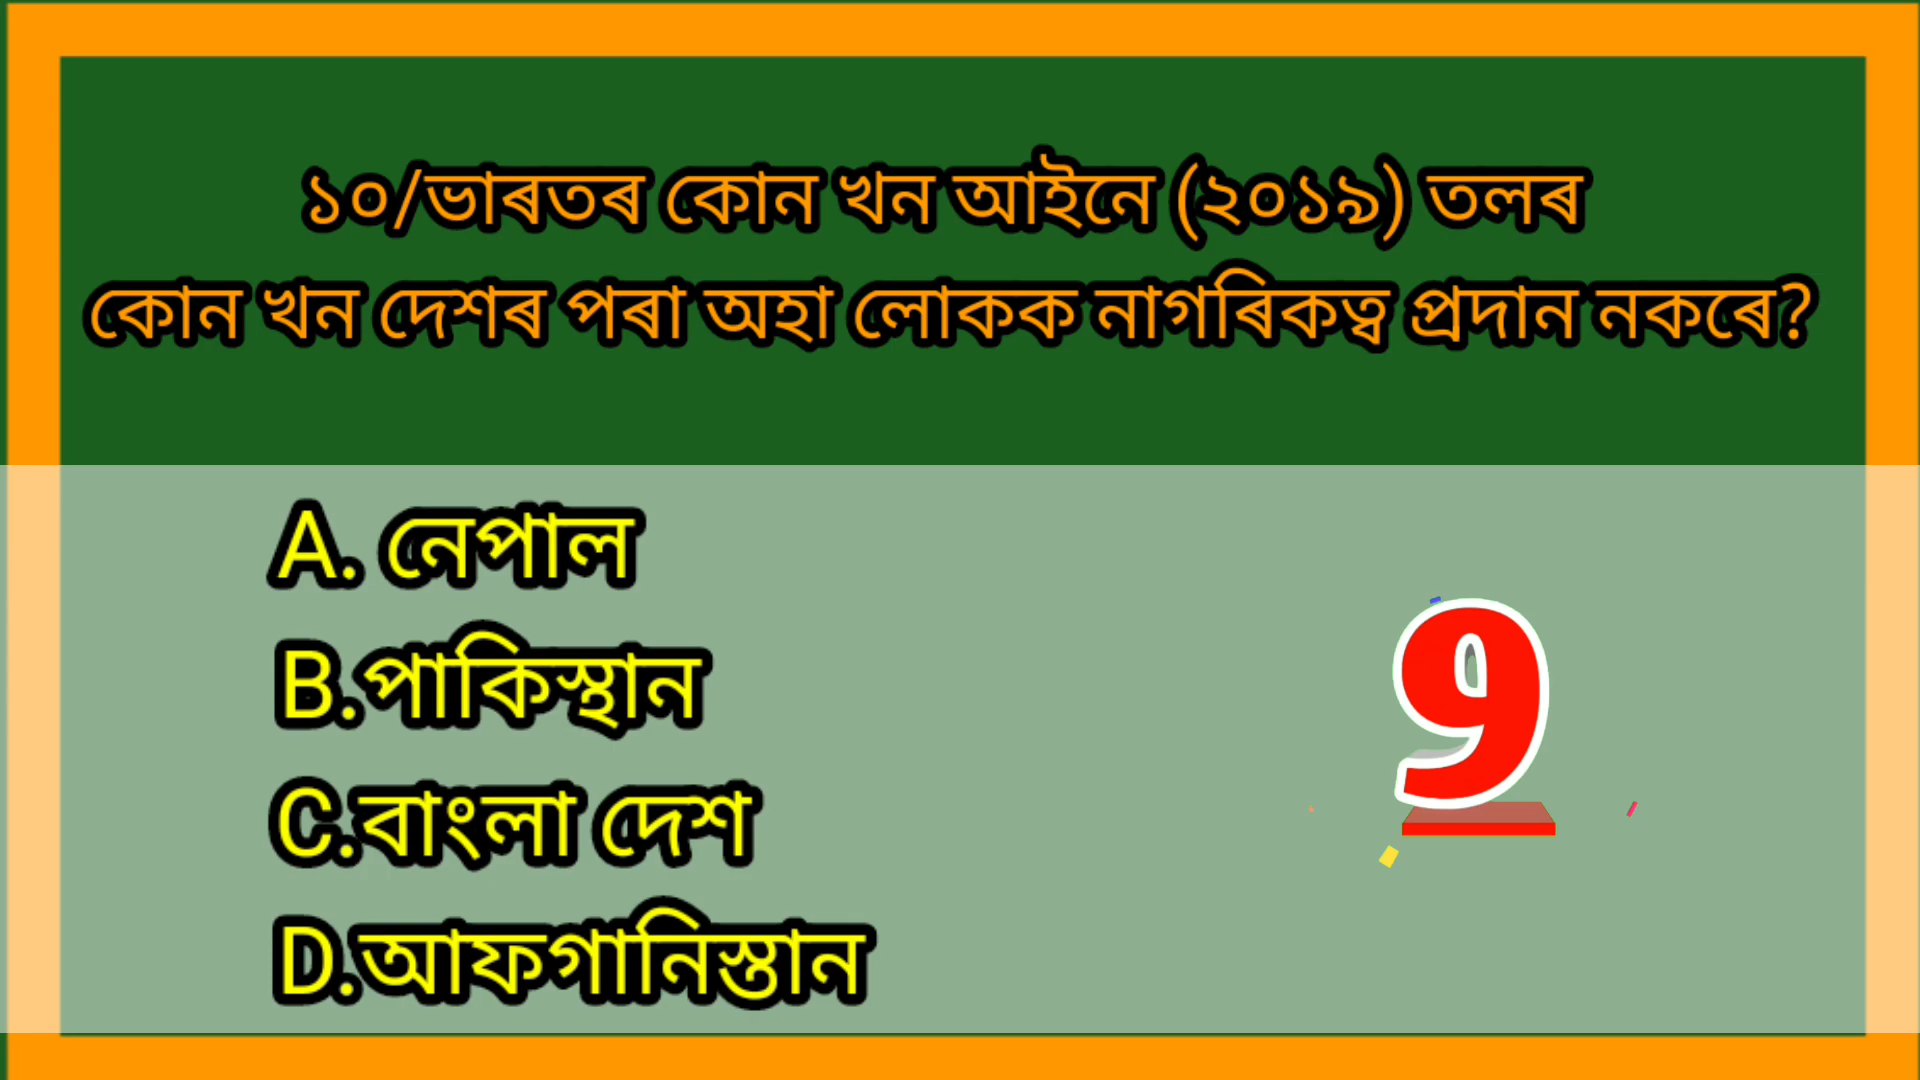 ১০/ভাৰতৰ কোন খন আইনে (২০১৯) তলৰ
কোন খন দেশৰ পৰা অহা লোকক নাগৰিকত্ব প্ৰদান নকৰে?
A. নেপাল
B.পাকিস্থান
C.বাংলা দেশ
D.আফগানিস্তান
9